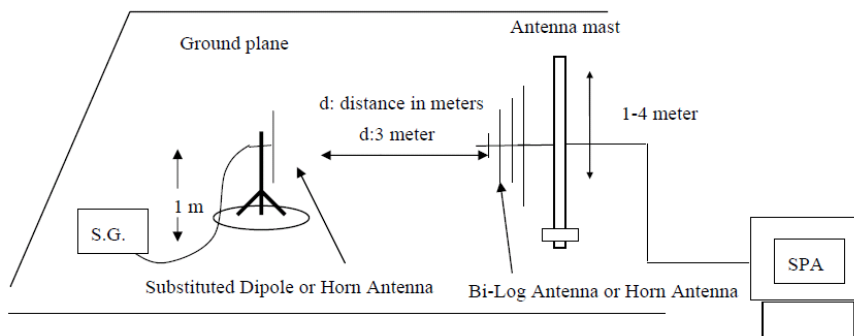 Antenna mast
Ground plane
d: distance in meters
d:3 meter
1-4 meter
1 m
S.G.
SPA
Substituted Dipole or Horn Antenna
Bi-Log Antenna or Horn Antenna